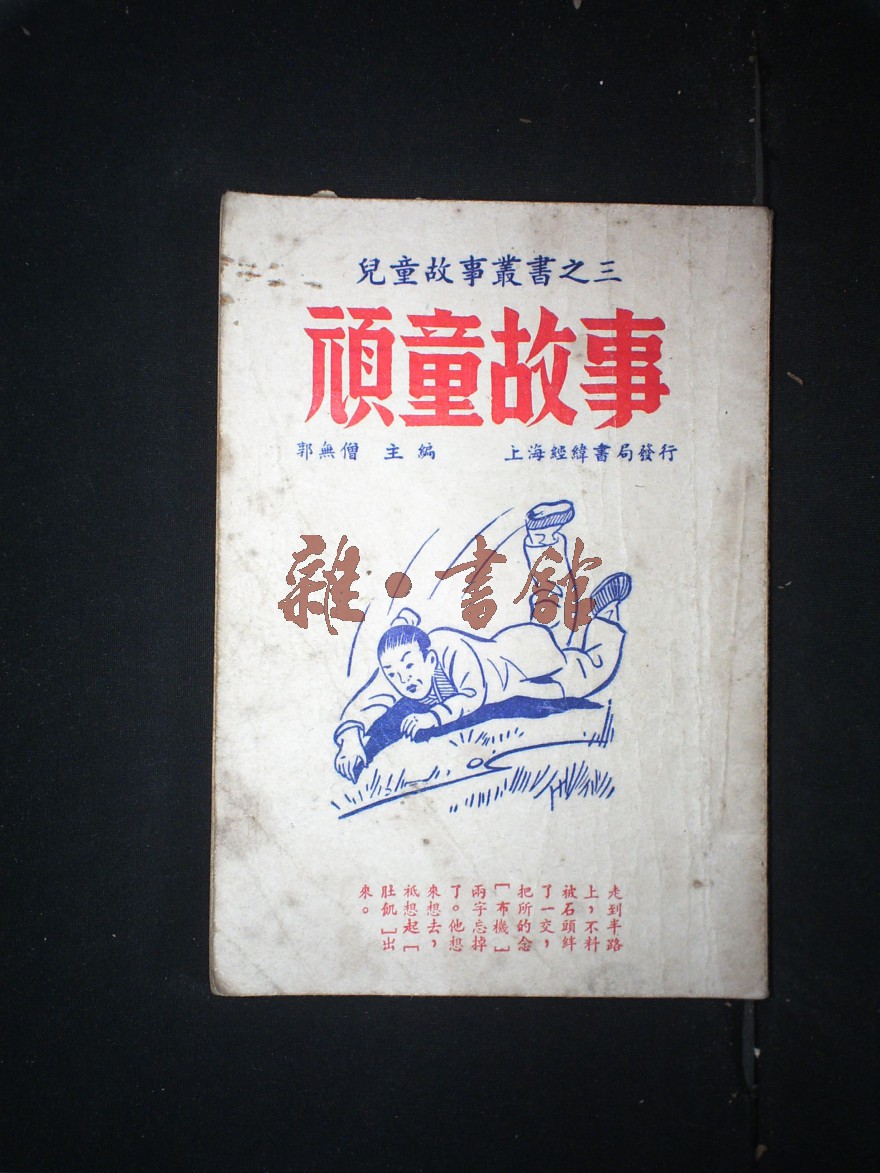 兒童故事叢書之三
頑童故事
郭無僧 主編 上海經緯書局發行
雜·書館
走到半路
上，不料
被石頭絆
了一交，
把所的念
［布機］
兩字忘掉
了。他想
來想去，
祗想起［
肚飢］出
來。